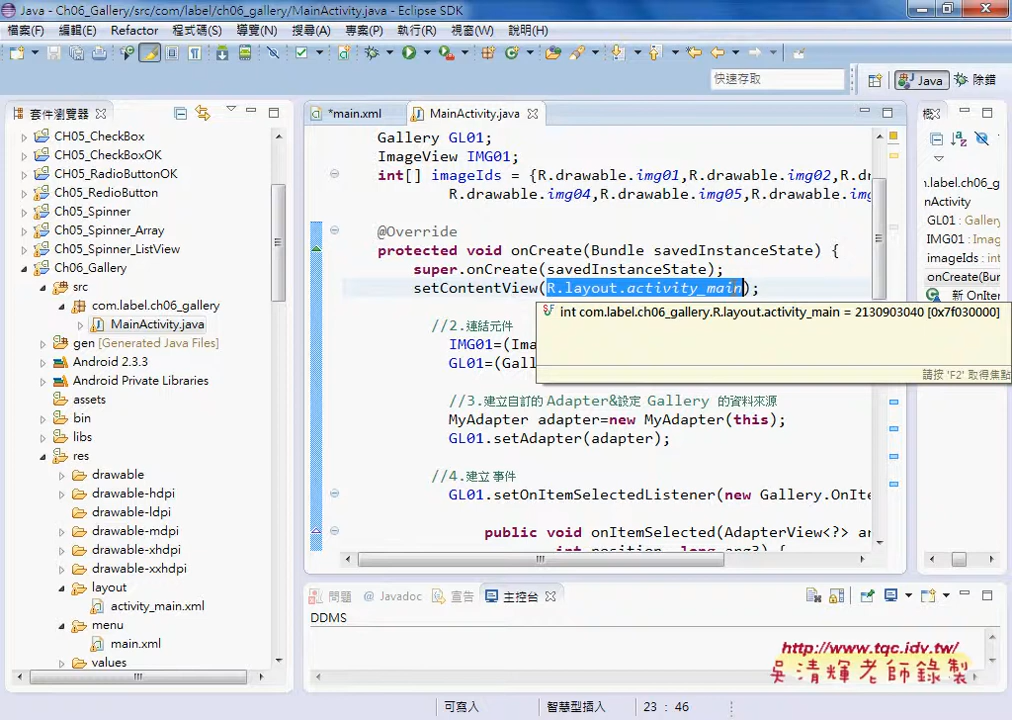 Java - Ch06_Gallery/src/com/label/ch06_gallery/MainActivity.java - Eclipse SDK
檔案(F) 編輯(E) Refactor 程式碼(S) 導覽(N) 搜尋(A) 專案(P) 執行(R) 視窗(W) 說明(H)
快速存取
Java
除錯
套件瀏覽器
*main.xml
MainActivity.java
CH05_CheckBox
CH05_CheckBoxOK
CH05_RadioButtonOK
Ch05_RedioButton
Ch05_Spinner
Ch05_Spinner_Array
Ch05_Spinner_ListView
Ch06_Gallery
src
com.label.ch06_gallery
MainActivity.java
gen [Generated Java Files]
Android 2.3.3
Android Private Libraries
assets
bin
libs
res
drawable
drawable-hdpi
drawable-ldpi
drawable-mdpi
drawable-xhdpi
drawable-xxhdpi
layout
activity_main.xml
menu
main.xml
values
Gallery GL01;
ImageView IMG01;
int[] imageIds = {R.drawable.img01,R.drawable.img02,R.dr
R.drawable.img04,R.drawable.img05,R.drawable.img
@Override
protected void onCreate(Bundle savedInstanceState) {
super.onCreate(savedInstanceState);
setContentView(R.layout.activity_main);
int com.label.ch06_gallery.R.layout.activity_main = 2130903040 [0x7f030000]
請按 'F2' 取得焦點
//2.連結元件
IMG01=(Ima
GL01=(Gall
//3.建立自訂的 Adapter&設定 Gallery 的資料來源
MyAdapter adapter=new MyAdapter(this);
GL01.setAdapter(adapter);
//4.建立 事件
GL01.setOnItemSelectedListener(new Gallery.OnIte
public void onItemSelected(AdapterView<?> ar
int position, long arg3) {
n.label.ch06_g
nActivity
GL01 : Gallery
IMG01 : Imag
imageIds : int
onCreate(Bun
新 OnItem
問題 @ Javadoc 宣告 主控台
DDMS
http://www.tqc.idv.tw/
吳清輝老師錄製
可寫入
智慧型插入
23 : 46